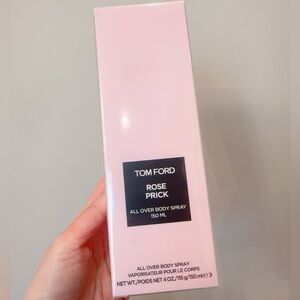 TOM FORD
ROSE
PRICK
ALL OVER BODY SPRAY
150 ML
ALL OVER BODY SPRAY
VAPORISATEUR POUR LE CORPS
NET WT./POIDS NET 4 OZ./115 g/150 ml ℮